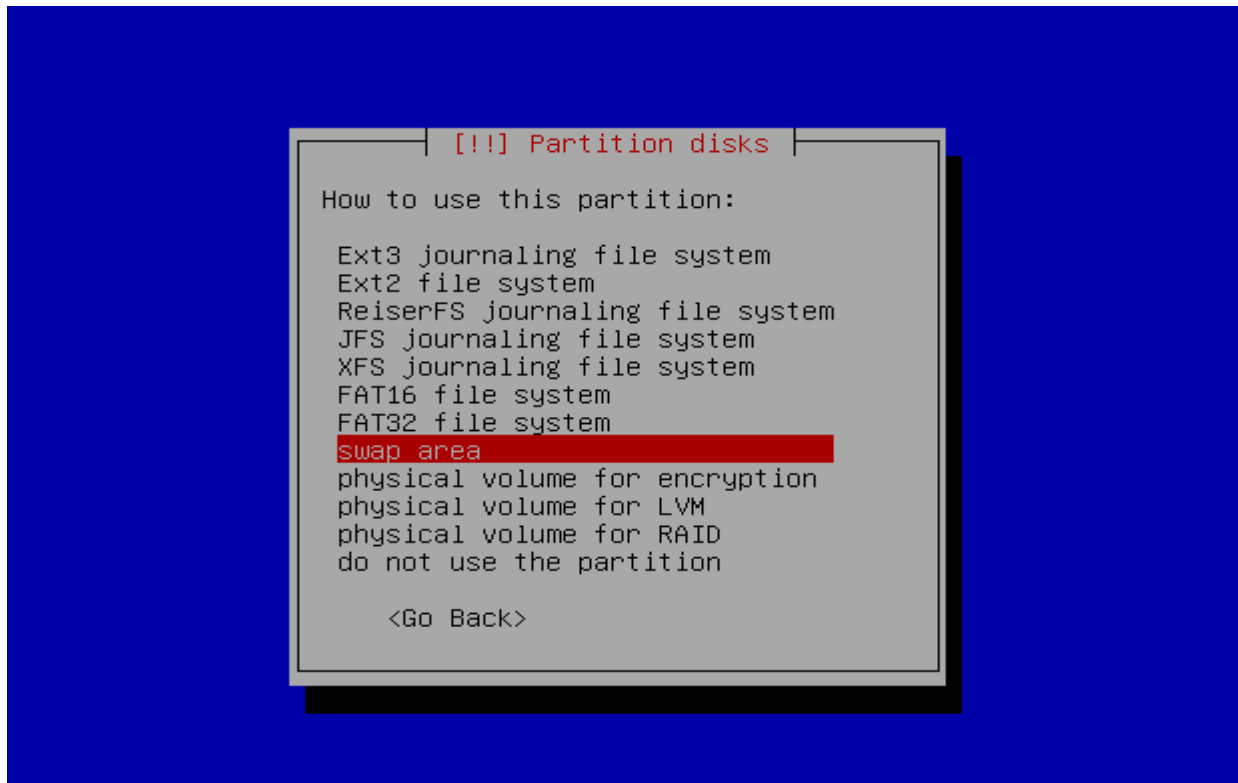 [!!] Partition disks
How to use this partition:
Ext3 journaling file system
Ext2 file system
ReiserFS journaling file system
JFS journaling file system
XFS journaling file system
FAT16 file system
FAT32 file system
swap area
physical volume for encryption
physical volume for LVM
physical volume for RAID
do not use the partition
<Go Back>